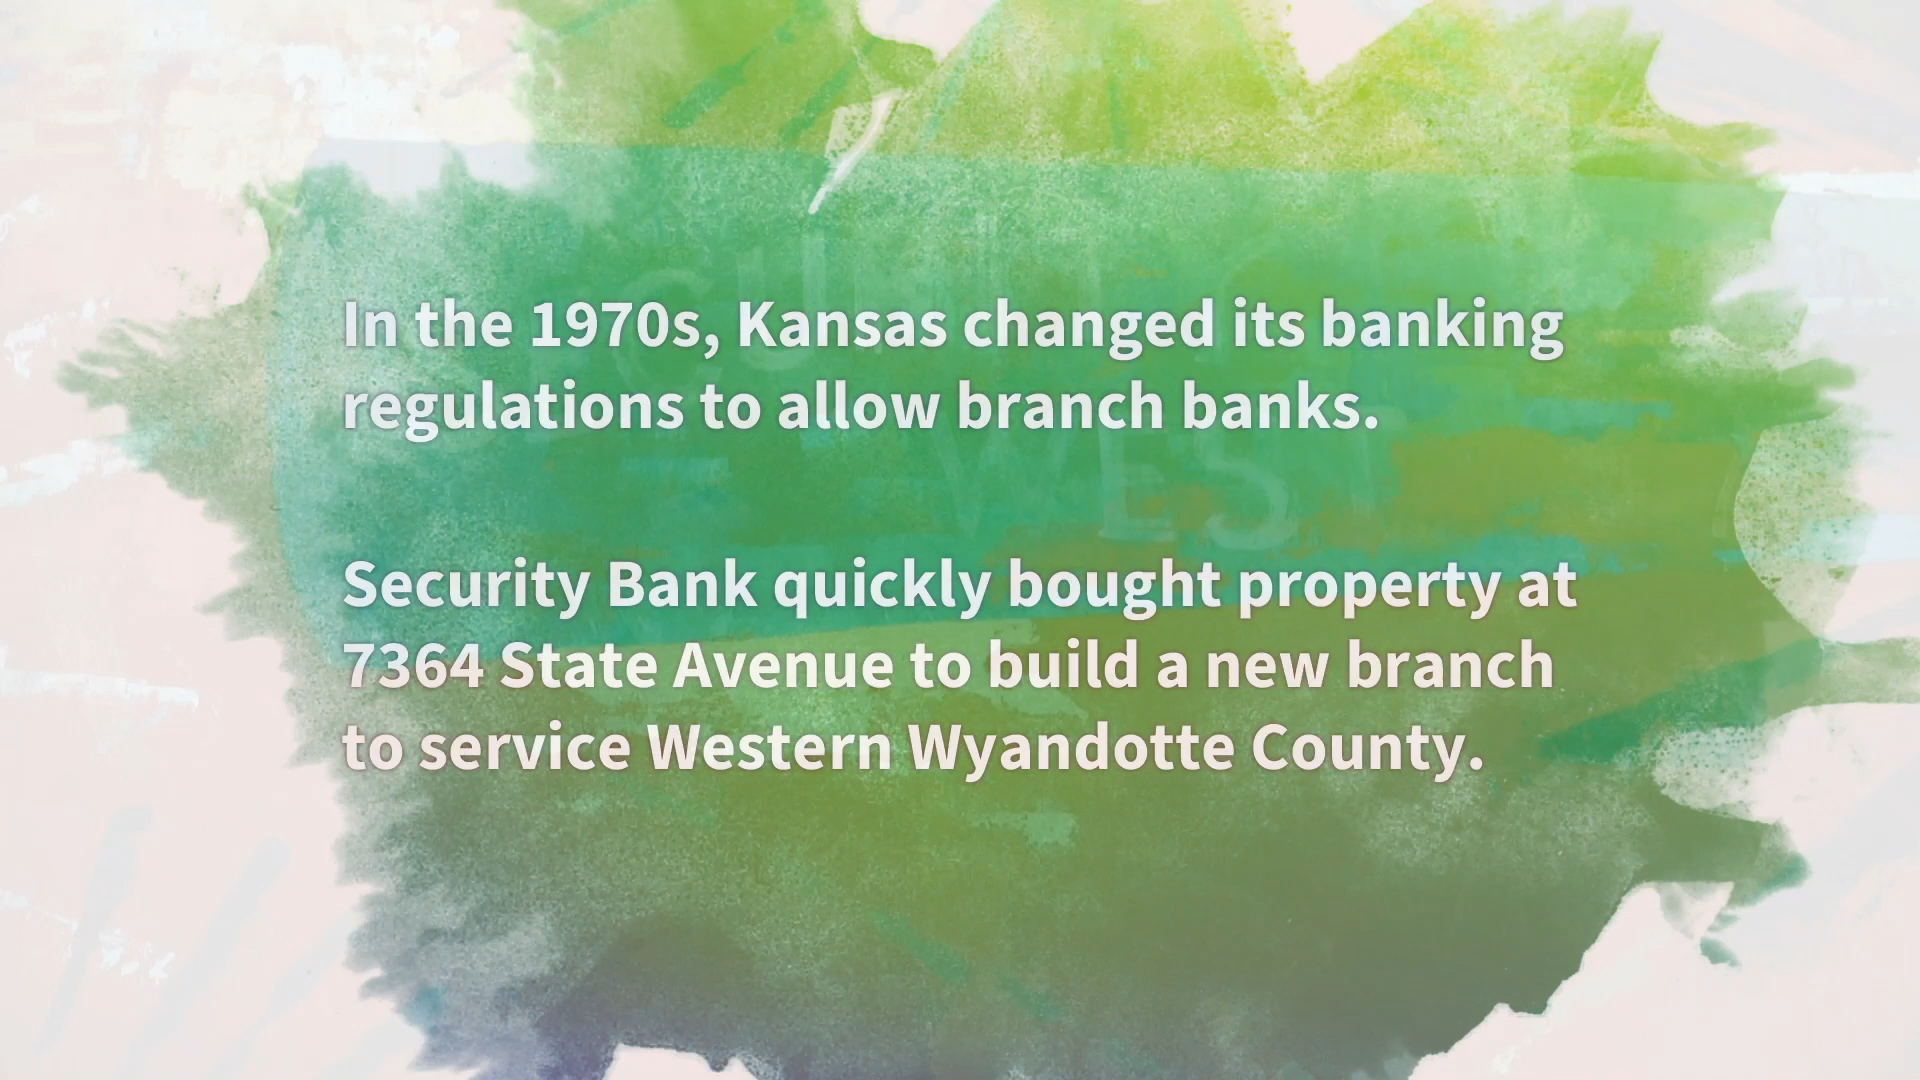 In the 1970s, Kansas changed its banking
regulations to allow branch banks.
Security Bank quickly bought property at
7364 State Avenue to build a new branch
to service Western Wyandotte County.